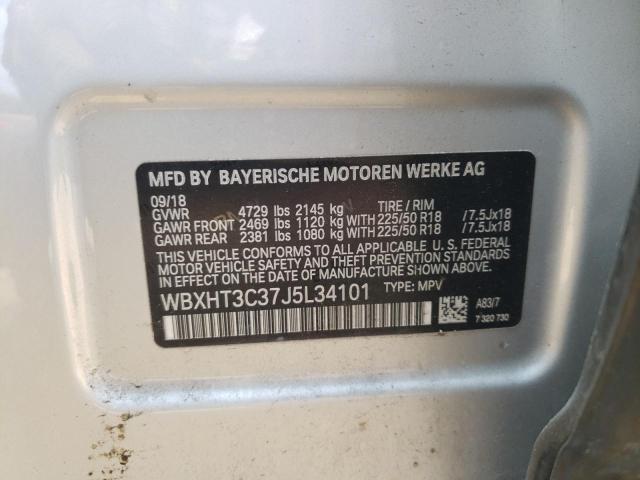 MFD BY BAYERISCHE MOTOREN WERKE AG
09/18
GVWR 4729 lbs 2145 kg TIRE / RIM
GAWR FRONT 2469 lbs 1120 kg WITH 225/50 R18 /7.5Jx18
GAWR REAR 2381 lbs 1080 kg WITH 225/50 R18 /7.5Jx18
THIS VEHICLE CONFORMS TO ALL APPLICABLE U. S. FEDERAL
MOTOR VEHICLE SAFETY, BUMPER, AND THEFT PREVENTION
STANDARDS IN EFFECT ON THE DATE OF MANUFACTURE SHOWN ABOVE.
WBXHT3C37J5L34101 TYPE: MPV
A83/7
7 320 730